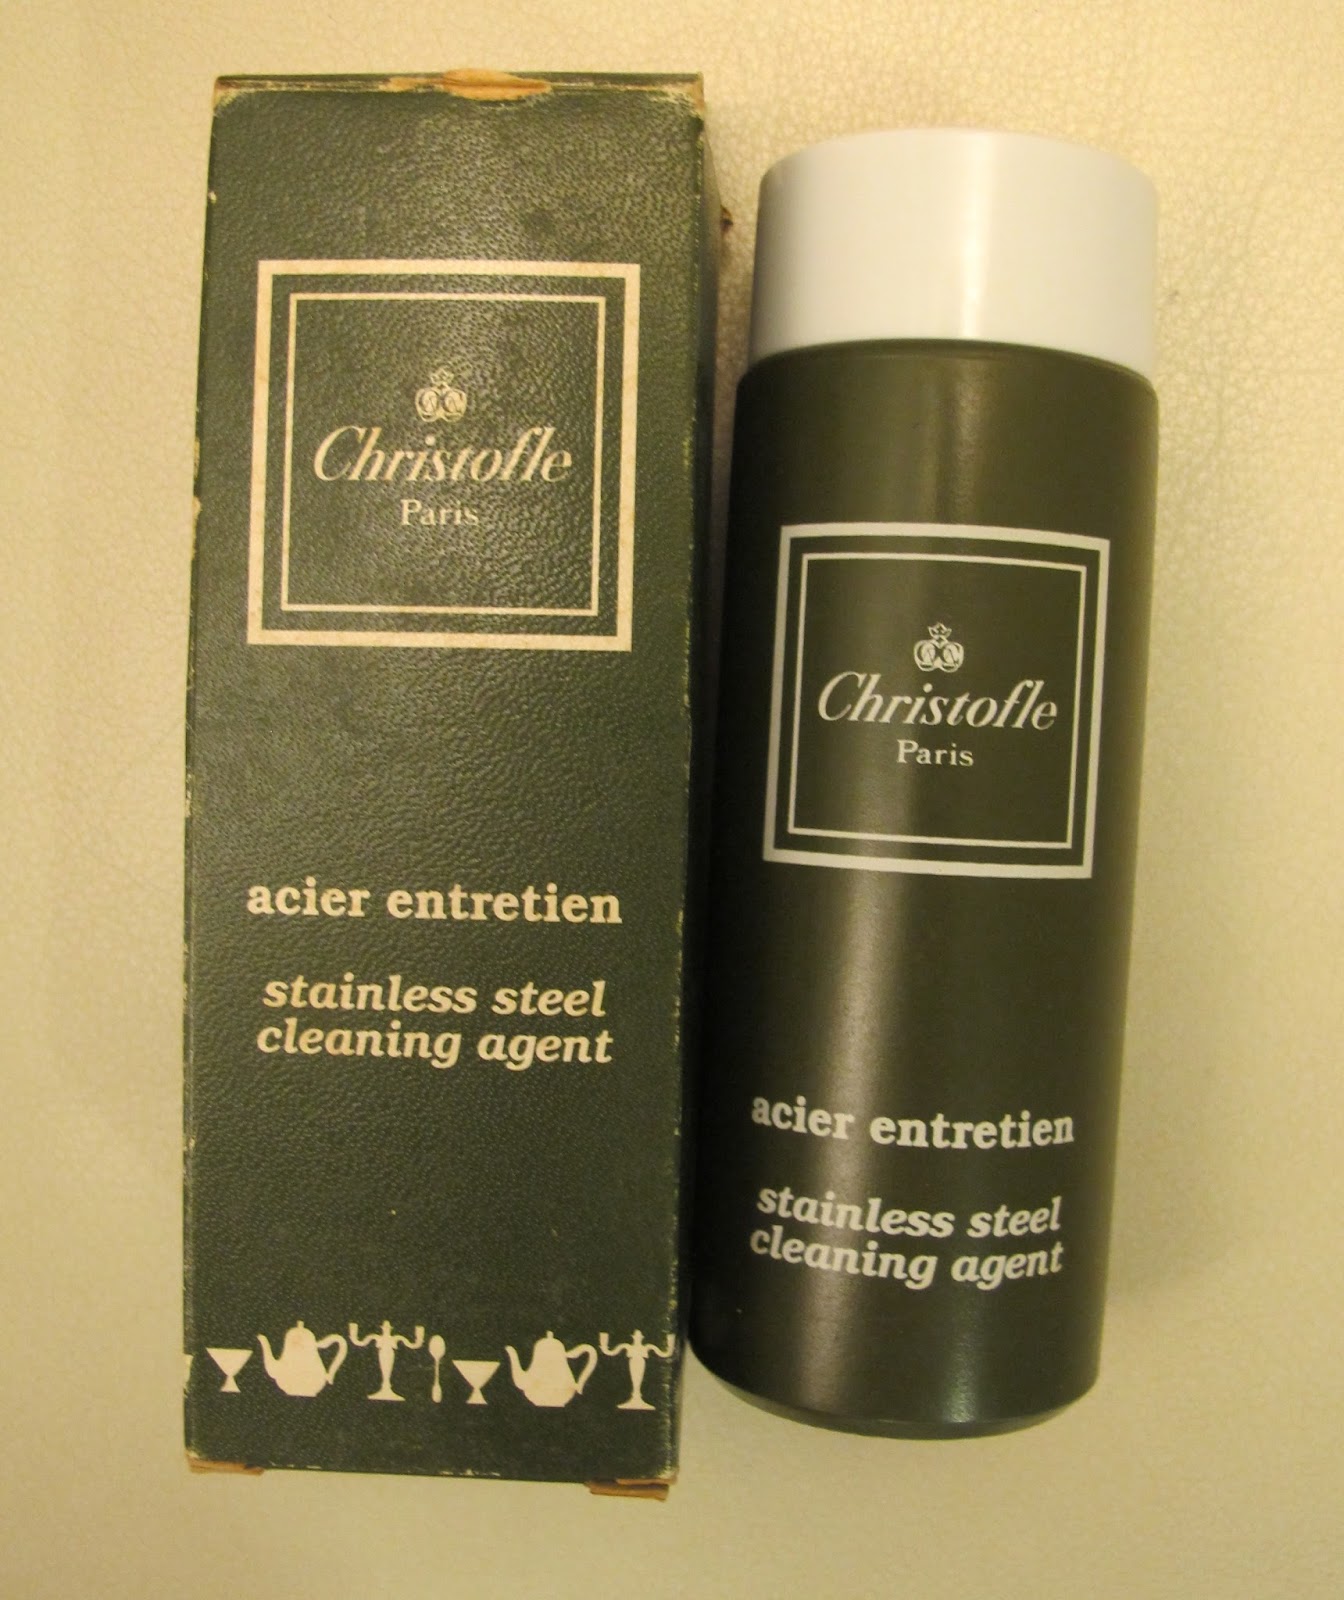 Christofle
Paris
acier entretien
stainless steel
cleaning agent
Christofle
Paris
acier entretien
stainless steel
cleaning agent